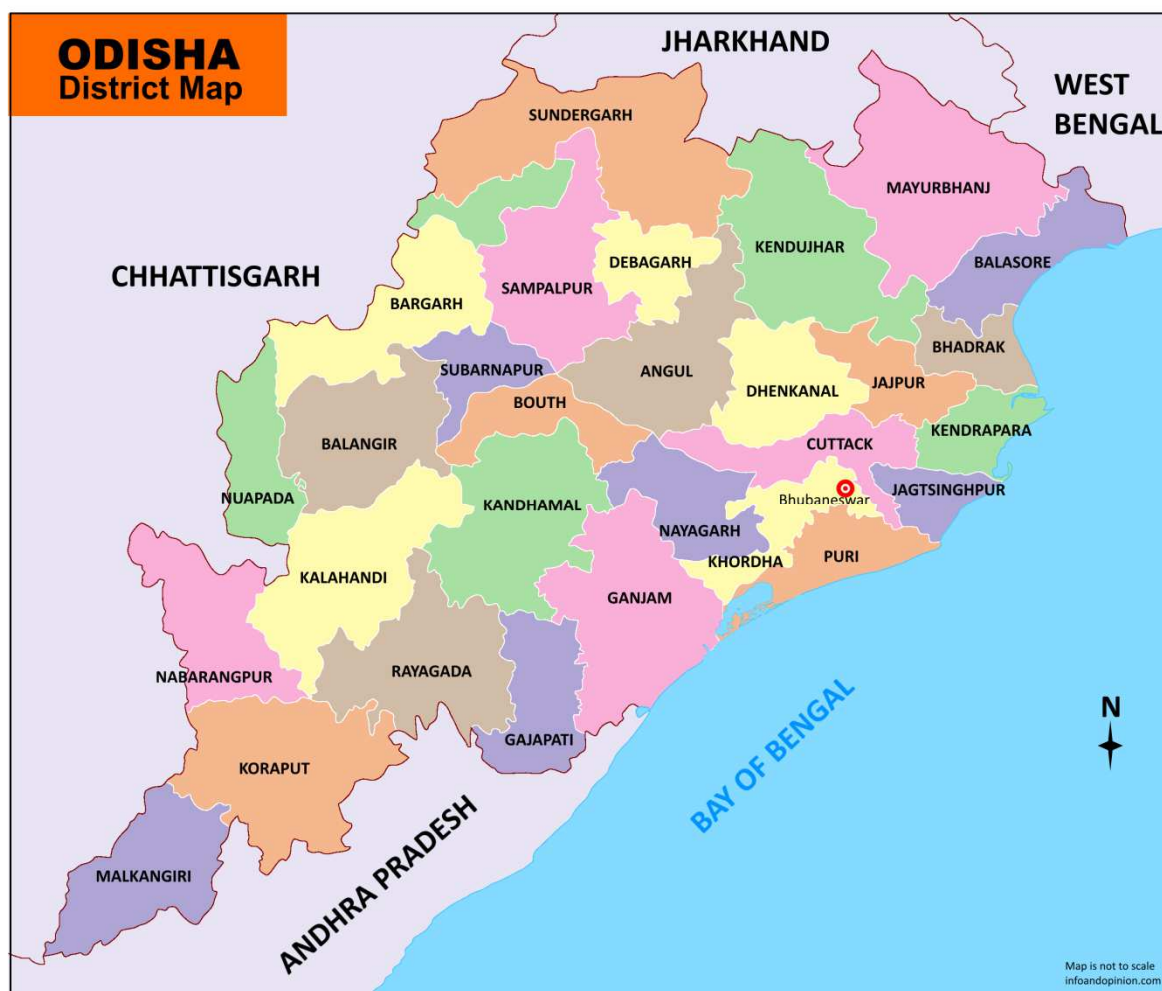 ODISHA
District Map
JHARKHAND
WEST
BENGAL
SUNDERGARH
MAYURBHANJ
KENDUJHAR
BALASORE
DEBAGARH
CHHATTISGARH
SAMPALPUR
BARGARH
BHADRAK
SUBARNAPUR
ANGUL
JAJPUR
DHENKANAL
BOUTH
KENDRAPARA
BALANGIR
CUTTACK
JAGTSINGHPUR
NUAPADA
Bhubaneswar
KANDHAMAL
NAYAGARH
PURI
KHORDHA
KALAHANDI
GANJAM
RAYAGADA
NABARANGPUR
N
GAJAPATI
BAY OF BENGAL
KORAPUT
ANDHRA PRADESH
MALKANGIRI
Map is not to scale
infoandopinion.com